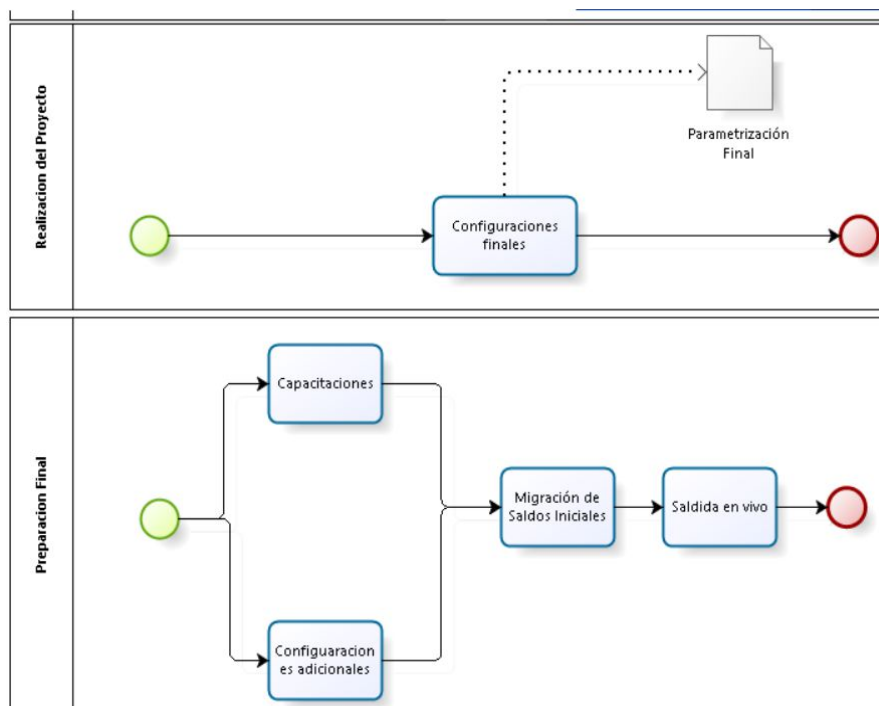 Realizacion del Proyecto
Parametrización
Final
Configuraciones
finales
Preparacion Final
Capacitaciones
Migración de
Saldos Iniciales
Saldida en vivo
Configuaracion
es adicionales